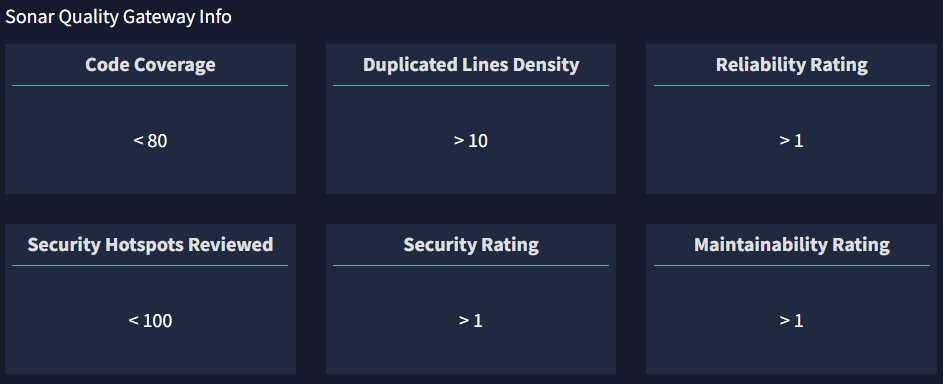 Sonar Quality Gateway Info
Code Coverage
< 80
Duplicated Lines Density
> 10
Reliability Rating
> 1
Security Hotspots Reviewed
< 100
Security Rating
> 1
Maintainability Rating
> 1